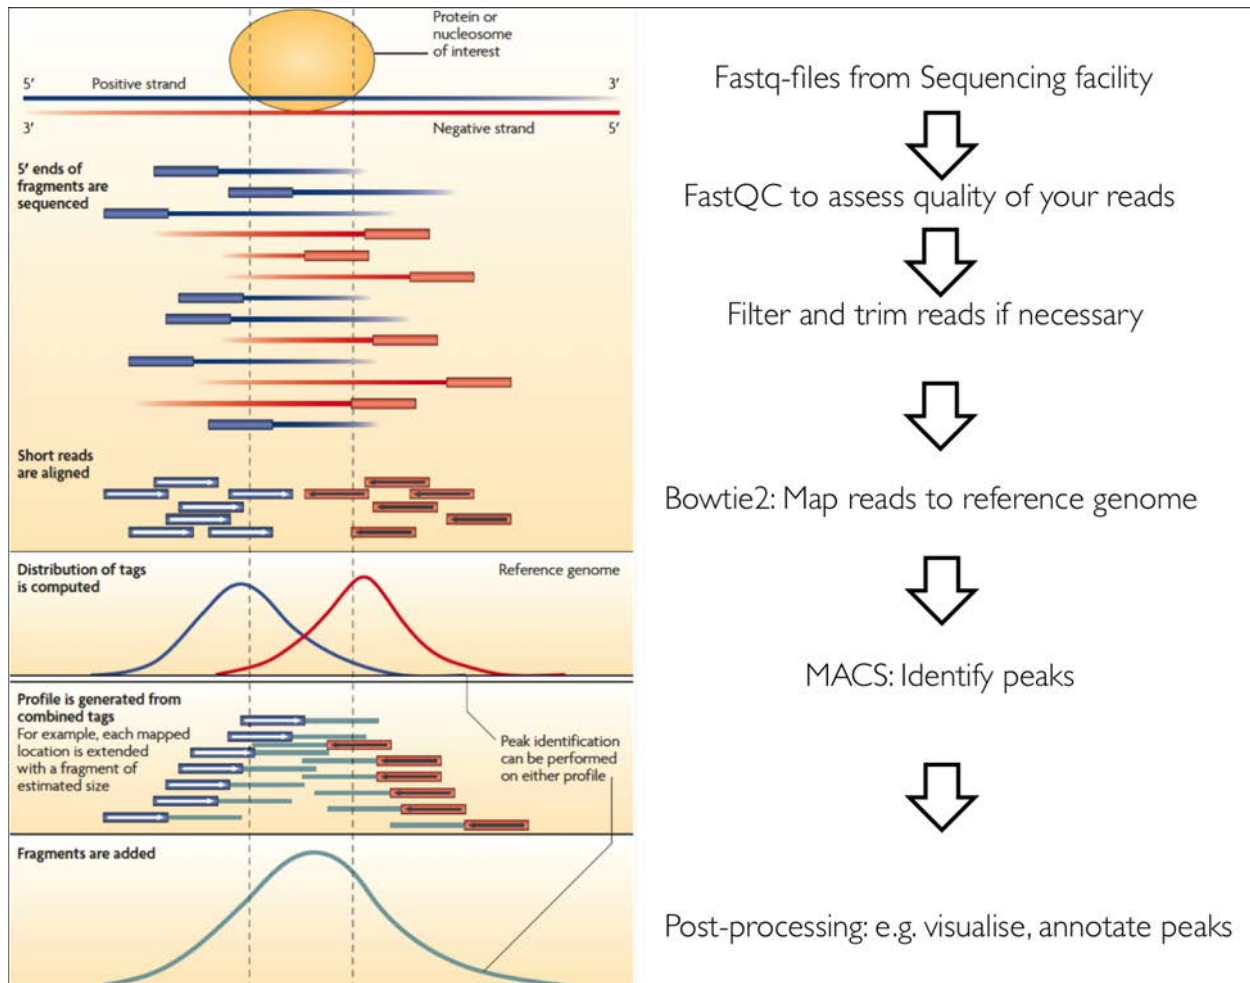 Protein or
nucleosome
of interest
5′
Positive strand
3′
3′
Negative strand
5′
5′ ends of
fragments are
sequenced
Short reads
are aligned
Distribution of tags
is computed
Reference genome
Profile is generated from
combined tags
For example, each mapped
location is extended
with a fragment of
estimated size
Peak identification
can be performed
on either profile
Fragments are added
Fastq-files from Sequencing facility
FastQC to assess quality of your reads
Filter and trim reads if necessary
Bowtie2: Map reads to reference genome
MACS: Identify peaks
Post-processing: e.g. visualise, annotate peaks